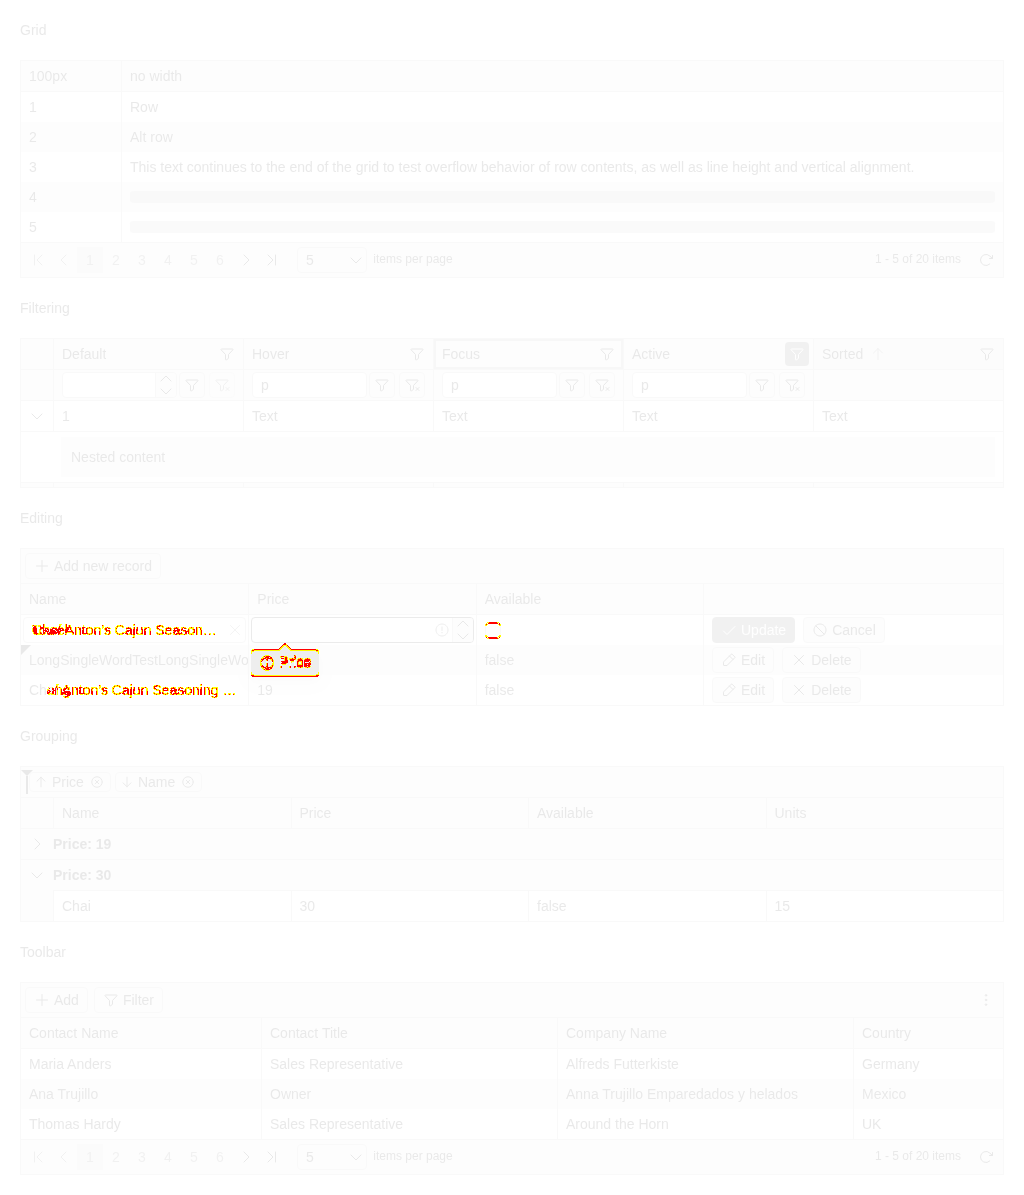 Grid
100px no width
1 Row
2 Alt row
3 This text continues to the end of the grid to test overflow behavior of row contents, as well as line height and vertical alignment.
4
5
1 2 3 4 5 6 5 items per page 1 - 5 of 20 items
Filtering
Default Hover Focus Active Sorted
p p p
1 Text Text Text Text
Nested content
Editing
Add new record
Name Price Available
Anton's Cajun Season... Update Cancel
LongSingleWordTestLongSingleWo false Edit Delete
Anton's Cajun Seasoning ... 19 false Edit Delete
Grouping
Price Name
Name Price Available Units
Price: 19
Price: 30
Chai 30 false 15
Toolbar
Add Filter
Contact Name Contact Title Company Name Country
Maria Anders Sales Representative Alfreds Futterkiste Germany
Ana Trujillo Owner Anna Trujillo Emparedados y helados Mexico
Thomas Hardy Sales Representative Around the Horn UK
1 2 3 4 5 6 5 items per page 1 - 5 of 20 items